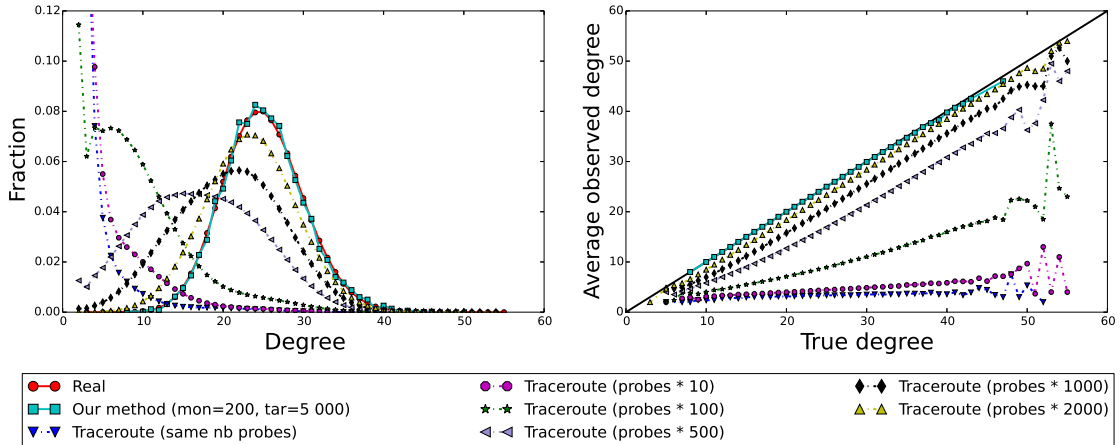 0.12
0.10
0.08
0.06
0.04
0.02
0.00
Fraction
0 10 20 30 40 50 60
Degree
60
50
40
30
20
10
0
Average observed degree
0 10 20 30 40 50 60
True degree
Real
Our method (mon=200, tar=5 000)
Traceroute (same nb probes)
Traceroute (probes * 10)
Traceroute (probes * 100)
Traceroute (probes * 500)
Traceroute (probes * 1000)
Traceroute (probes * 2000)